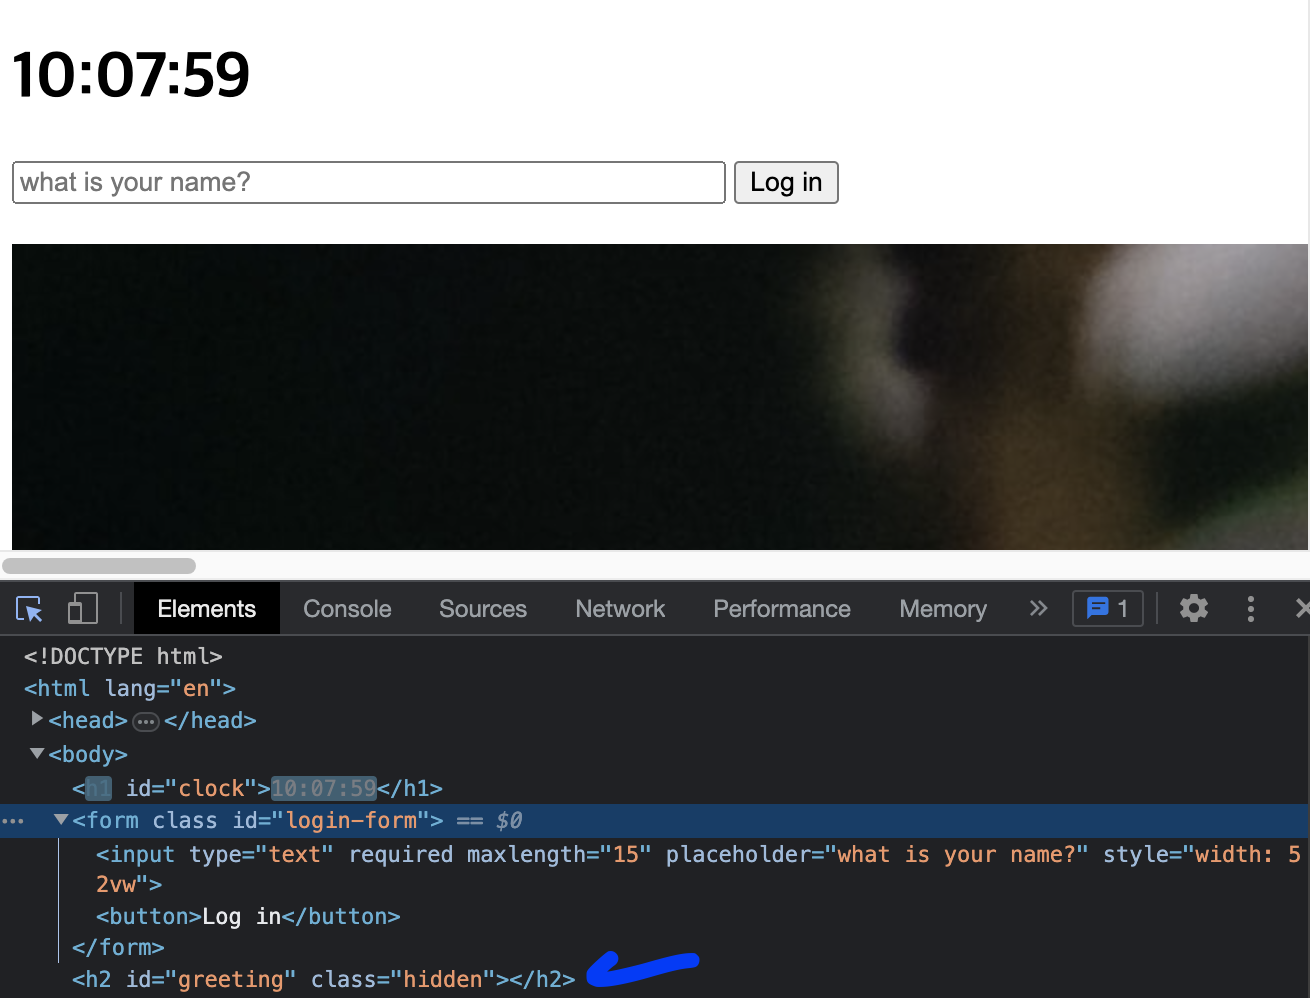 10:07:59
what is your name? Log in
Elements Console Sources Network Performance Memory 1
<!DOCTYPE html>
<html lang="en">
<head>…</head>
<body>
<h1 id="clock">10:07:59</h1>
<form class id="login-form"> == $0
<input type="text" required maxlength="15" placeholder="what is your name?" style="width: 5
2vw">
<button>Log in</button>
</form>
<h2 id="greeting" class="hidden"></h2>